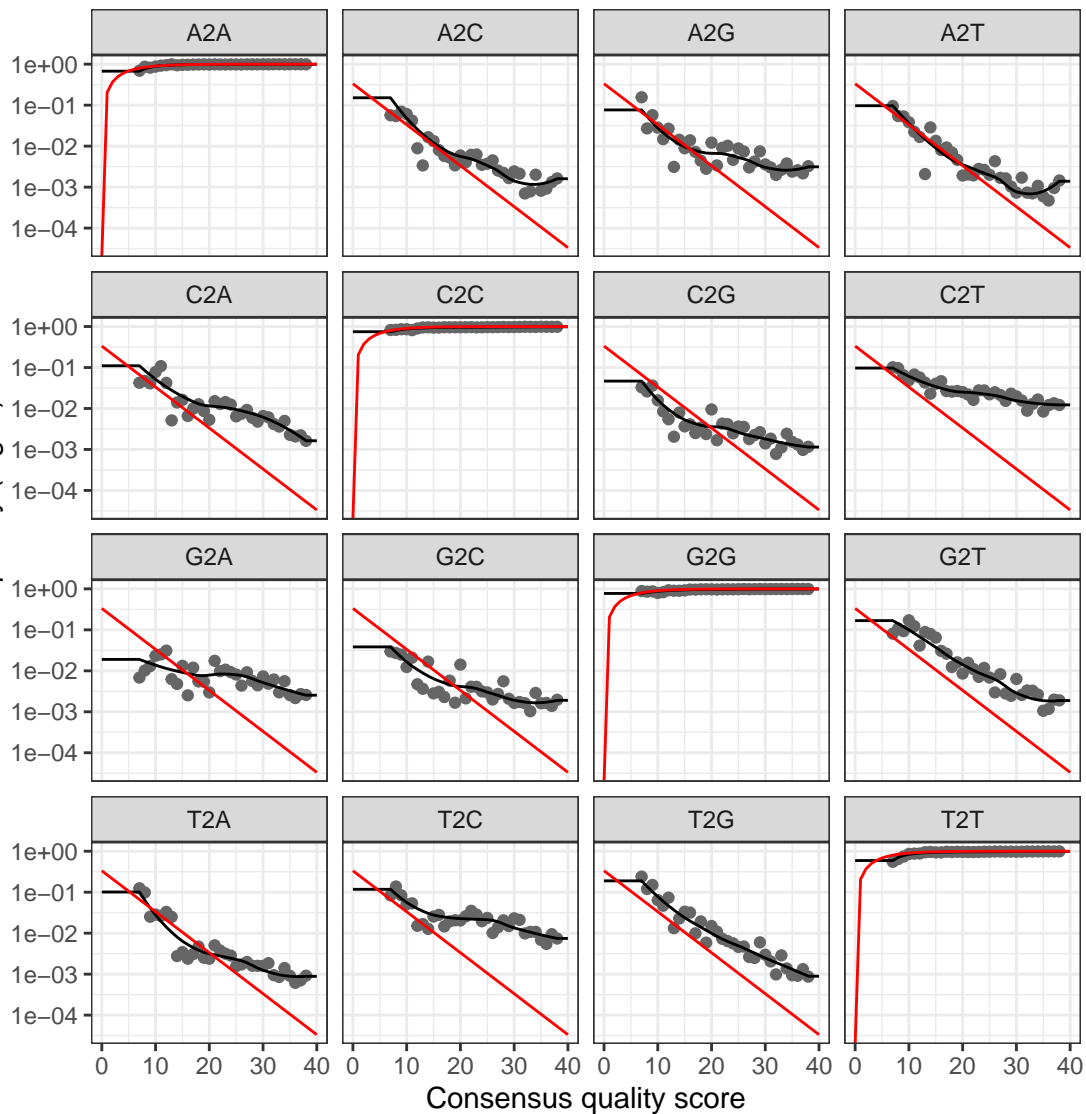 A2A A2C A2G A2T
1e+00
1e−01
1e−02
1e−03
1e−04
C2A C2C C2G C2T
1e+00
1e−01
1e−02
1e−03
1e−04
G2A G2C G2G G2T
1e+00
1e−01
1e−02
1e−03
1e−04
T2A T2C T2G T2T
1e+00
1e−01
1e−02
1e−03
1e−04
0 10 20 30 40 0 10 20 30 40 0 10 20 30 40 0 10 20 30 40
Consensus quality score